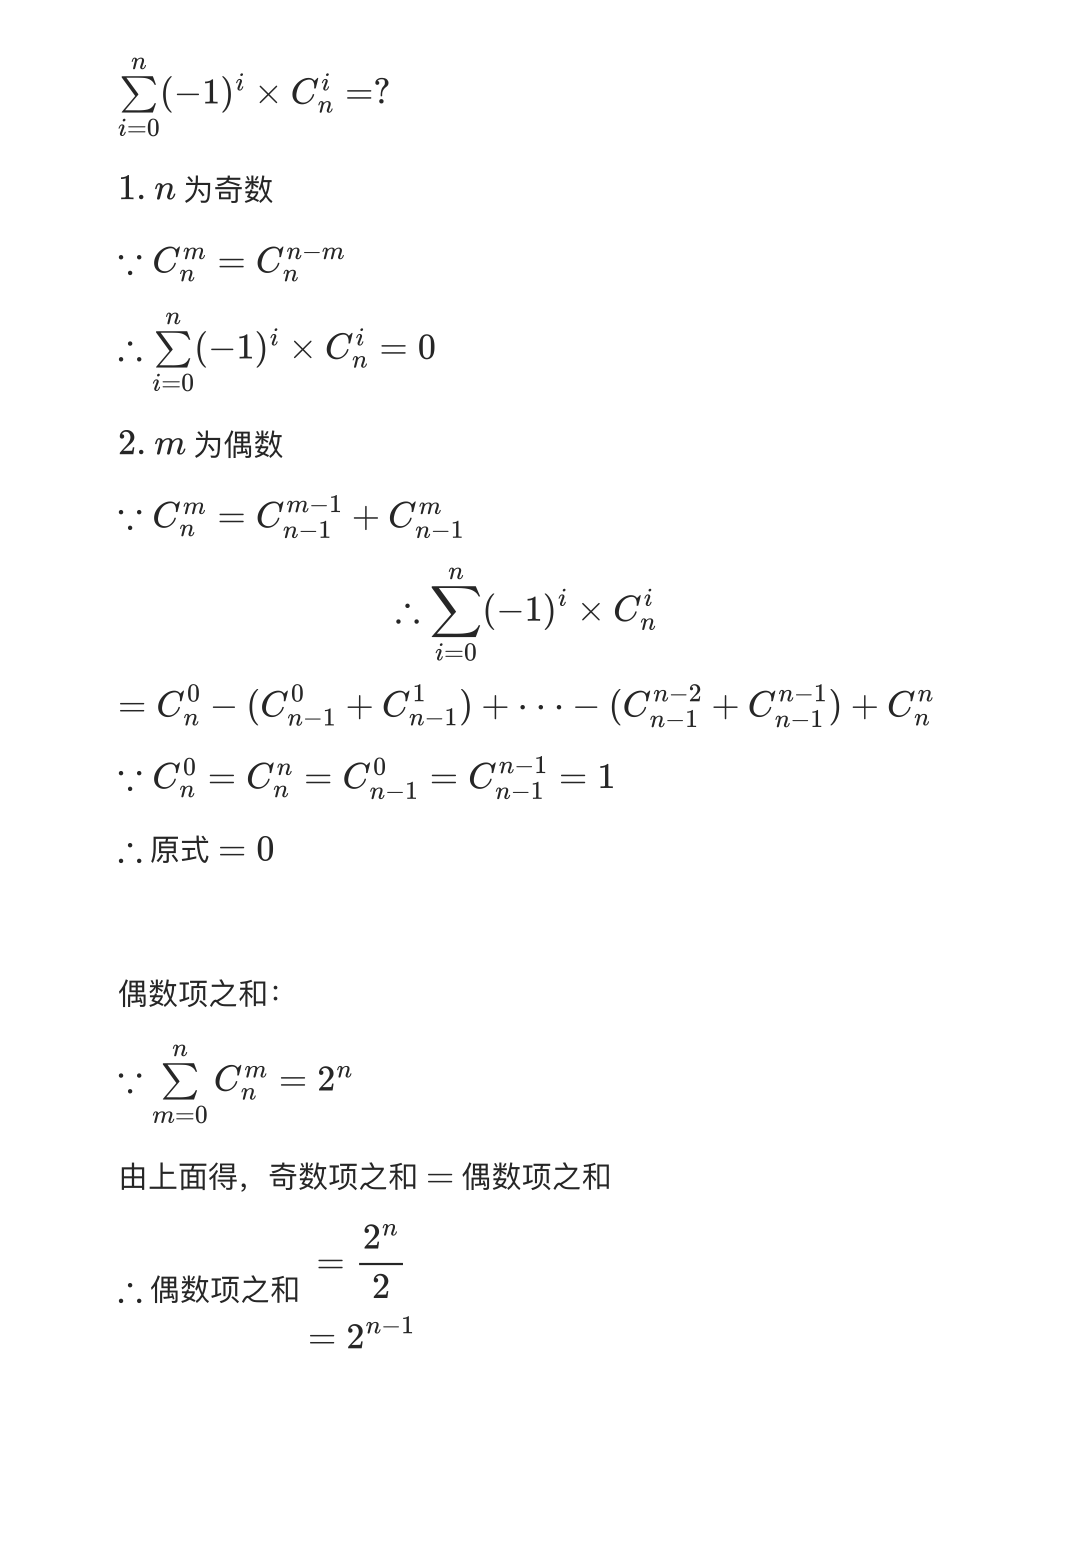 $\sum_{i=0}^{n}(-1)^i \times C_n^i =?$
1. $n$ 为奇数
$\because C_n^m = C_n^{n-m}$
$\therefore \sum_{i=0}^{n}(-1)^i \times C_n^i = 0$
2. $m$ 为偶数
$\because C_n^m = C_{n-1}^{m-1} + C_{n-1}^m$
$\therefore \sum_{i=0}^{n}(-1)^i \times C_n^i$
$= C_n^0 - (C_{n-1}^0 + C_{n-1}^1) + \cdots - (C_{n-1}^{n-2} + C_{n-1}^{n-1}) + C_n^n$
$\because C_n^0 = C_n^n = C_{n-1}^0 = C_{n-1}^{n-1} = 1$
$\therefore$ 原式 $= 0$
偶数项之和：
$\because \sum_{m=0}^{n} C_n^m = 2^n$
由上面得，奇数项之和 = 偶数项之和
$\therefore$ 偶数项之和 $= \frac{2^n}{2}$
$= 2^{n-1}$